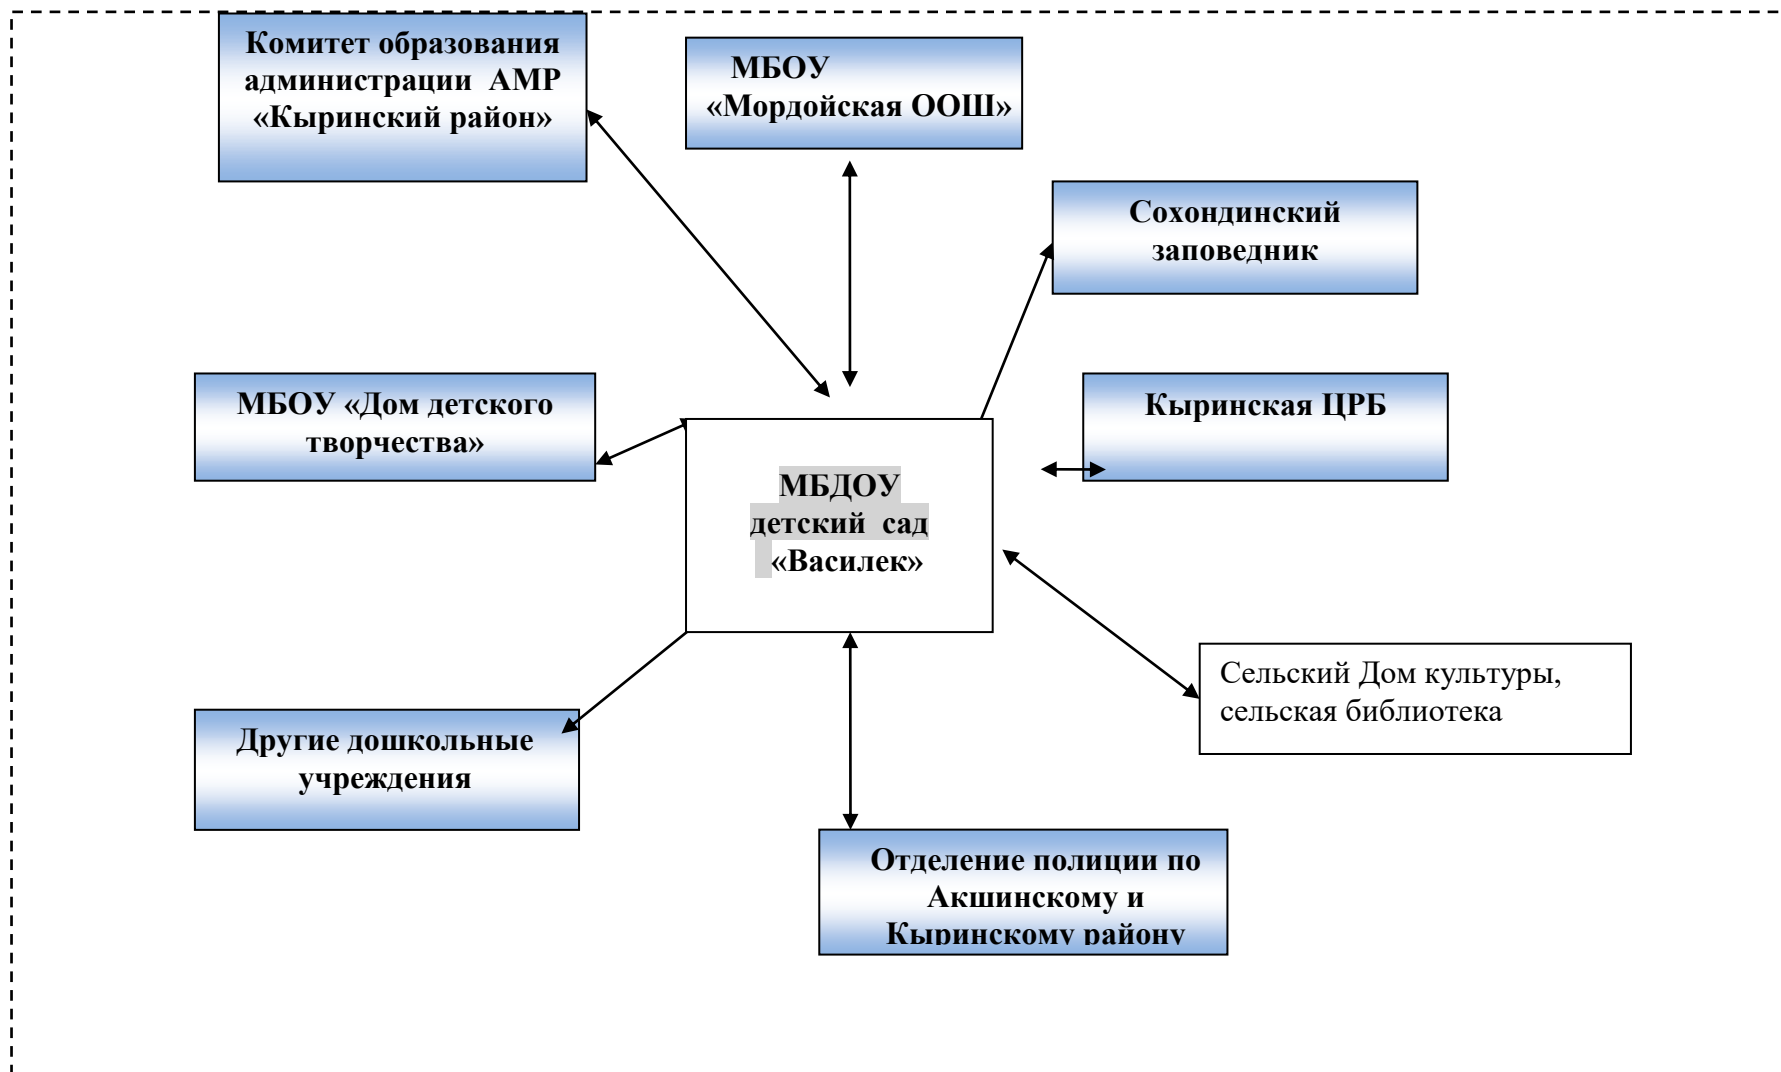 Комитет образования
администрации АМР
«Кыринский район»
МБОУ
«Мордойская ООШ»
Сохондинский
заповедник
МБОУ «Дом детского
творчества»
Кыринская ЦРБ
МБДОУ
детский сад
«Василек»
Сельский Дом культуры,
сельская библиотека
Другие дошкольные
учреждения
Отделение полиции по
Акшинскому и
Кыринскому району